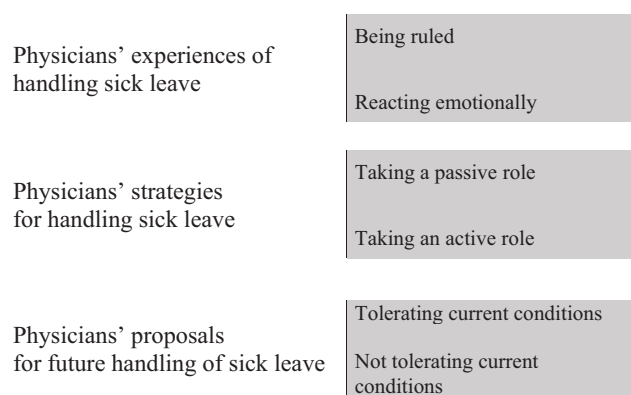 Physicians’ experiences of
handling sick leave
Being ruled
Reacting emotionally
Physicians’ strategies
for handling sick leave
Taking a passive role
Taking an active role
Physicians’ proposals
for future handling of sick leave
Tolerating current conditions
Not tolerating current
conditions